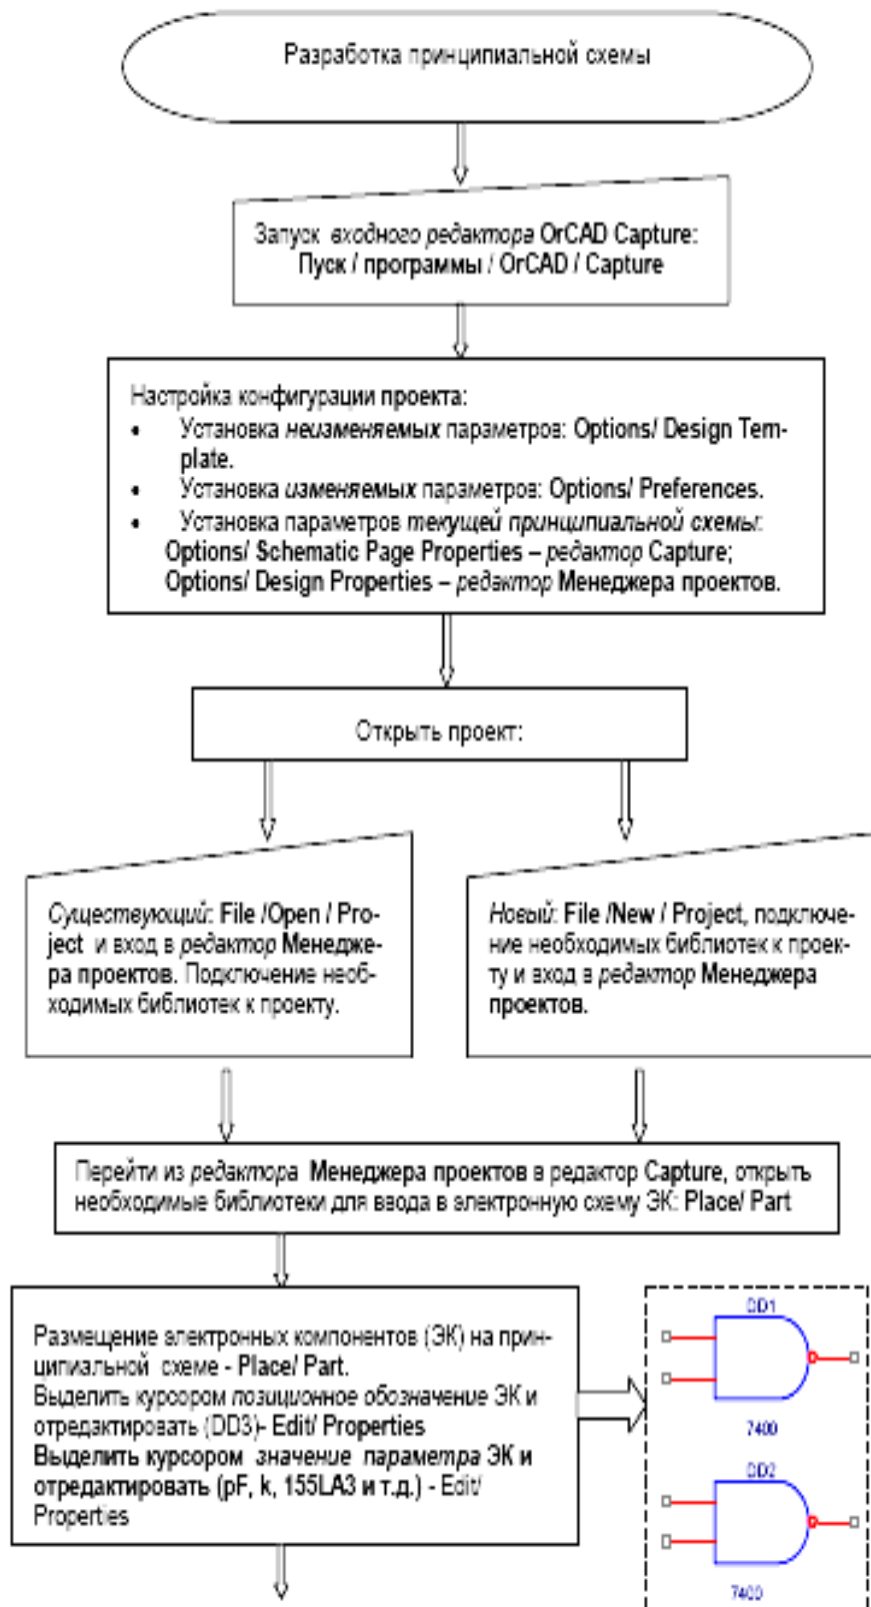 Разработка принципиальной схемы
Запуск входного редактора OrCAD Capture:
Пуск / программы / OrCAD / Capture
Настройка конфигурации проекта:
• Установка неизменяемых параметров: Options/ Design Tem-
plate.
• Установка изменяемых параметров: Options/ Preferences.
• Установка параметров текущей принципиальной схемы:
Options/ Schematic Page Properties – редактор Capture;
Options/ Design Properties – редактор Менеджера проектов.
Открыть проект:
Существующий: File /Open / Pro-
ject и вход в редактор Менедже-
ра проектов. Подключение необ-
ходимых библиотек к проекту.
Новый: File /New / Project, подключе-
ние необходимых библиотек к проек-
ту и вход в редактор Менеджера
проектов.
Перейти из редактора Менеджера проектов в редактор Capture, открыть
необходимые библиотеки для ввода в электронную схему ЭК: Place/ Part
Размещение электронных компонентов (ЭК) на прин-
ципиальной схеме - Place/ Part.
Выделить курсором позиционное обозначение ЭК и
отредактировать (DD3)- Edit/ Properties
Выделить курсором значение параметра ЭК и
отредактировать (pF, k, 155LA3 и т.д.) - Edit/
Properties
DD1
7400
DD2
7400